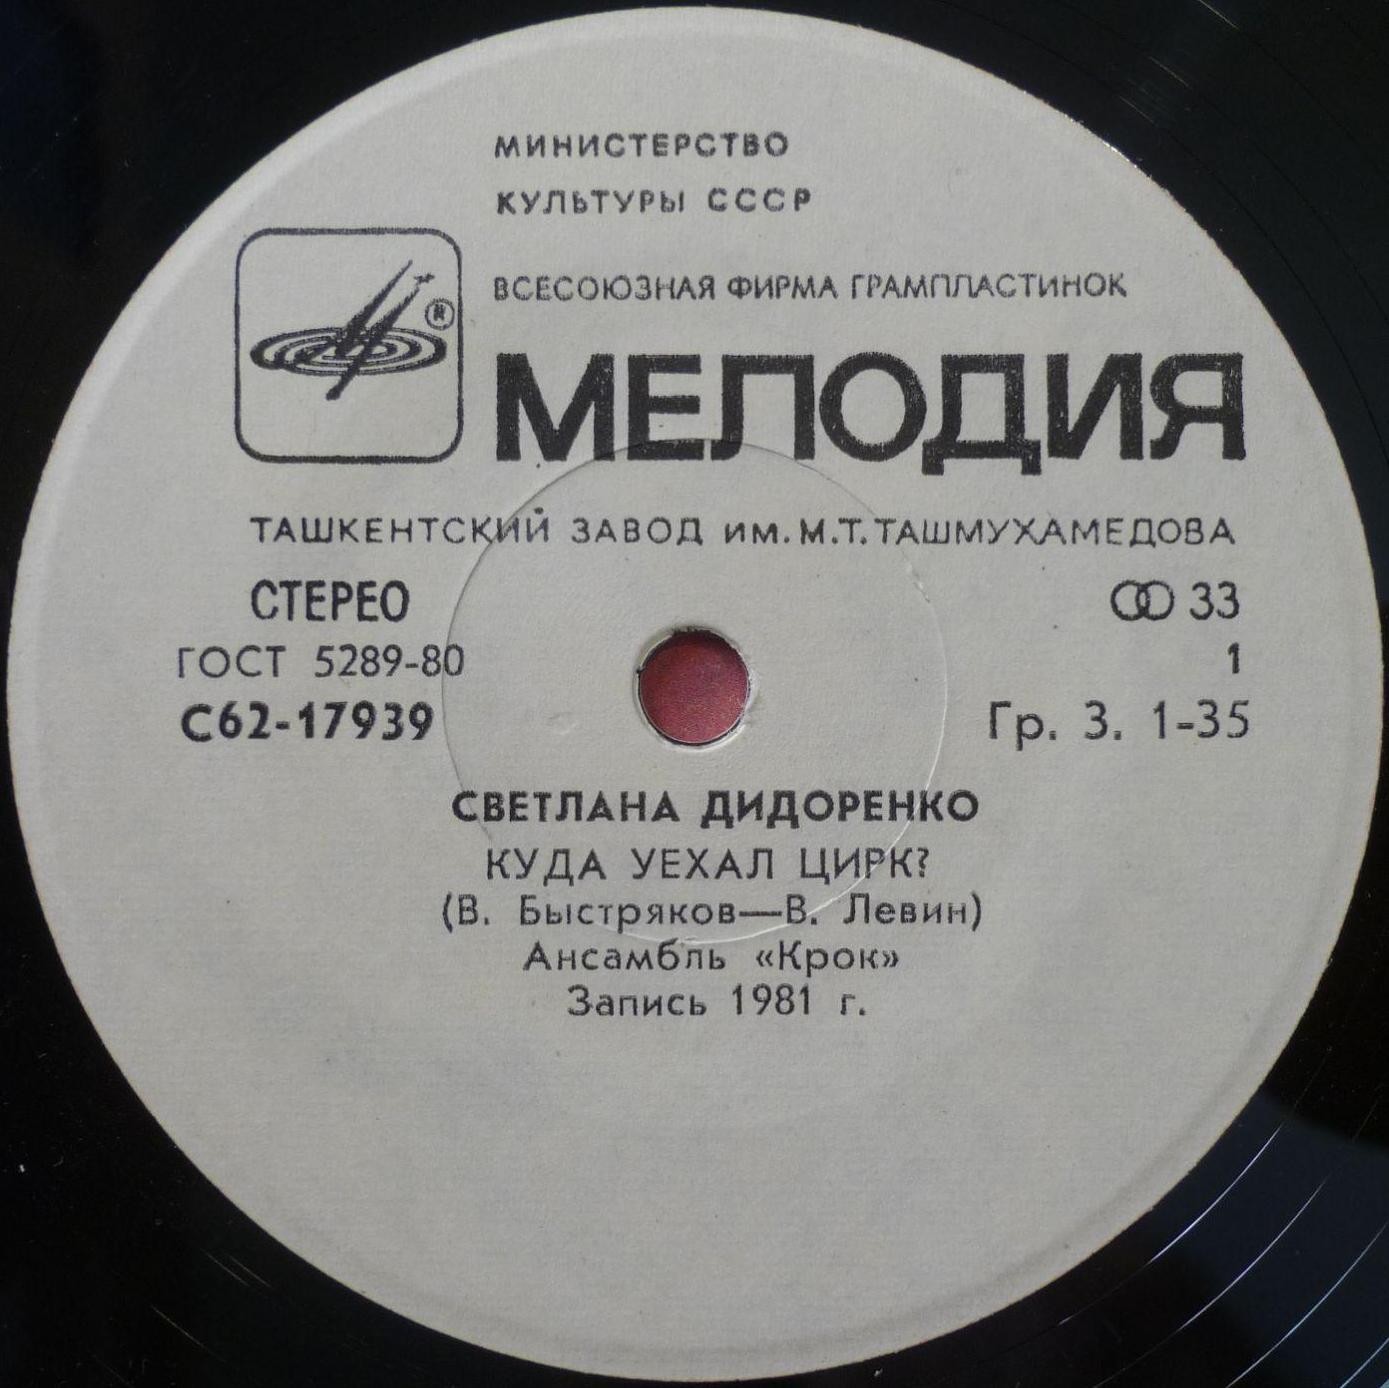 МИНИСТЕРСТВО
КУЛЬТУРЫ СССР
ВСЕСОЮЗНАЯ ФИРМА ГРАМПЛАСТИНОК
®
МЕЛОДИЯ
ТАШКЕНТСКИЙ ЗАВОД им. М.Т. ТАШМУХАМЕДОВА
СТЕРЕО 33
ГОСТ 5289-80 1
С62-17939 Гр. 3. 1-35
СВЕТЛАНА ДИДОРЕНКО
КУДА УЕХАЛ ЦИРК?
(В. Быстряков—В. Левин)
Ансамбль «Крок»
Запись 1981 г.